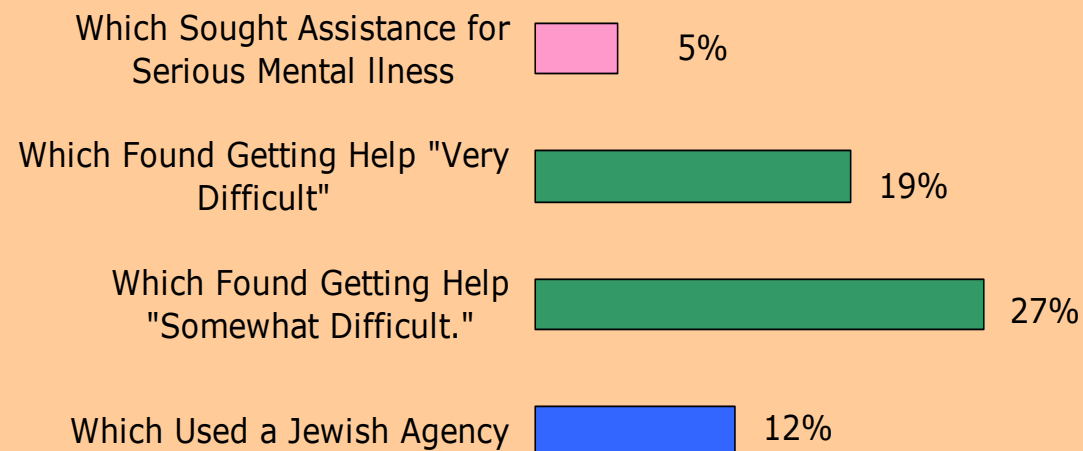 Which Sought Assistance for
Serious Mental llness
5%
Which Found Getting Help "Very
Difficult"
19%
Which Found Getting Help
"Somewhat Difficult."
27%
Which Used a Jewish Agency
12%